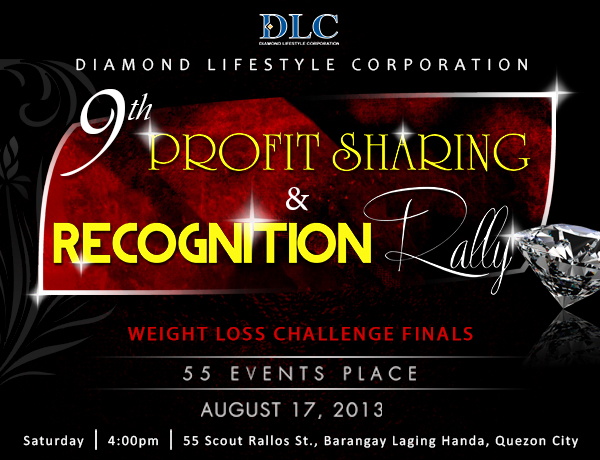 DLC
DIAMOND LIFESTYLE CORPORATION
DIAMOND LIFESTYLE CORPORATION
9th
PROFIT SHARING
&
RECOGNITION Rally
WEIGHT LOSS CHALLENGE FINALS
55 EVENTS PLACE
AUGUST 17, 2013
Saturday | 4:00pm | 55 Scout Rallos St., Barangay Laging Handa, Quezon City